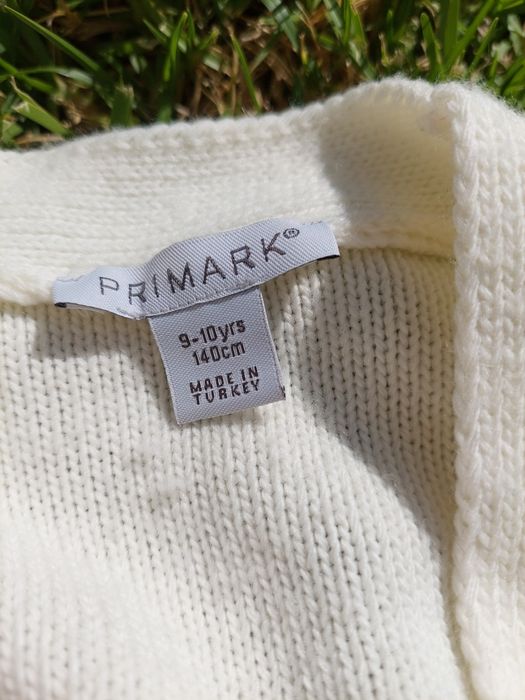 PRIMARK®
9-10yrs
140cm
MADE IN
TURKEY